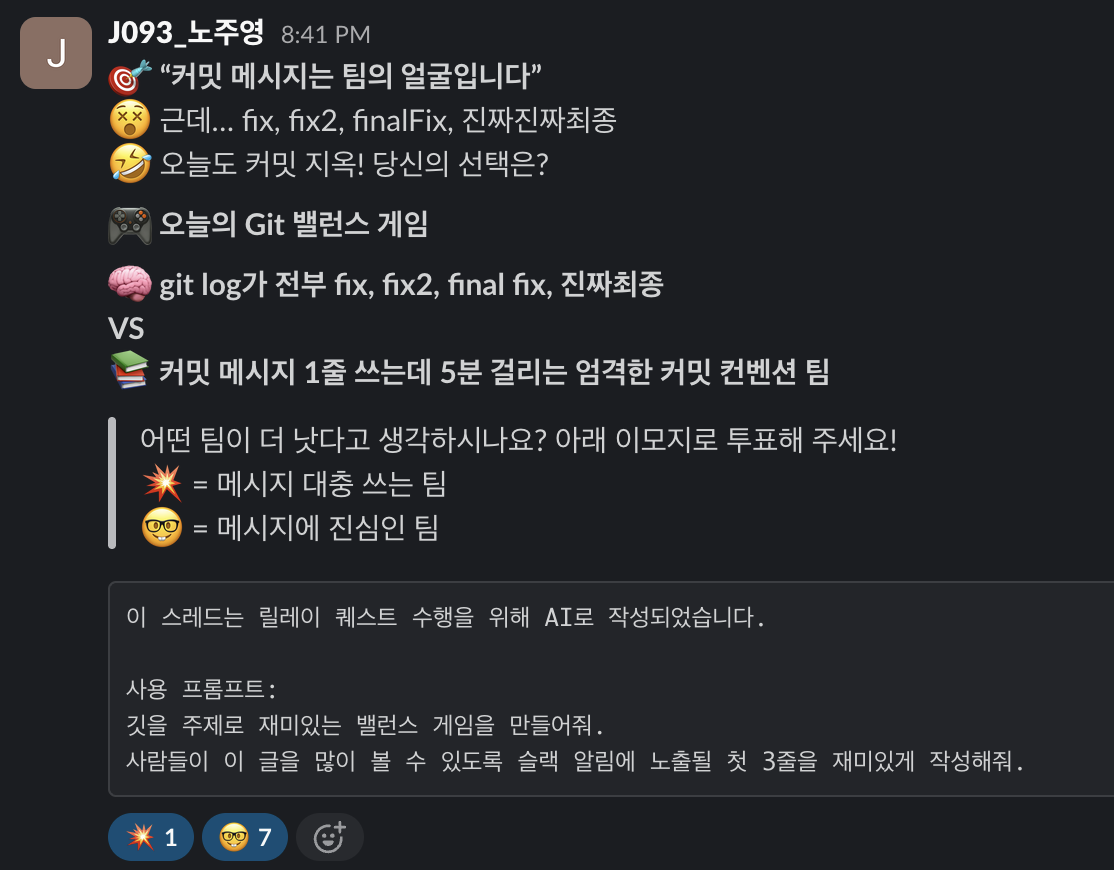 J
J093_노주영 8:41 PM
🎯 “커밋 메시지는 팀의 얼굴입니다”
😵 근데... fix, fix2, finalFix, 진짜진짜최종
🤣 오늘도 커밋 지옥! 당신의 선택은?
🎮 오늘의 Git 밸런스 게임
🧠 git log가 전부 fix, fix2, final fix, 진짜최종
VS
📚 커밋 메시지 1줄 쓰는데 5분 걸리는 엄격한 커밋 컨벤션 팀
어떤 팀이 더 낫다고 생각하시나요? 아래 이모지로 투표해 주세요!
💥 = 메시지 대충 쓰는 팀
🤓 = 메시지에 진심인 팀
이 스레드는 릴레이 퀘스트 수행을 위해 AI로 작성되었습니다.
사용 프롬프트:
깃을 주제로 재미있는 밸런스 게임을 만들어줘.
사람들이 이 글을 많이 볼 수 있도록 슬랙 알림에 노출될 첫 3줄을 재미있게 작성해줘.
💥 1 🤓 7